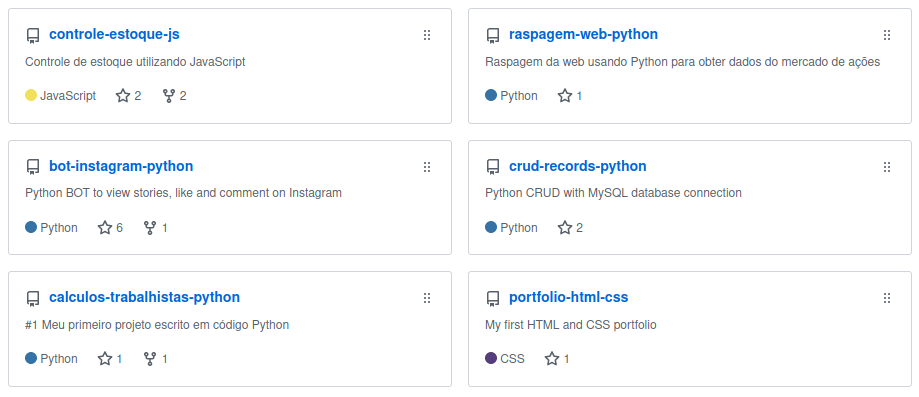 controle-estoque-js
Controle de estoque utilizando JavaScript
JavaScript 2 2
raspagem-web-python
Raspagem da web usando Python para obter dados do mercado de ações
Python 1
bot-instagram-python
Python BOT to view stories, like and comment on Instagram
Python 6 1
crud-records-python
Python CRUD with MySQL database connection
Python 2
calculos-trabalhistas-python
#1 Meu primeiro projeto escrito em código Python
Python 1 1
portfolio-html-css
My first HTML and CSS portfolio
CSS 1